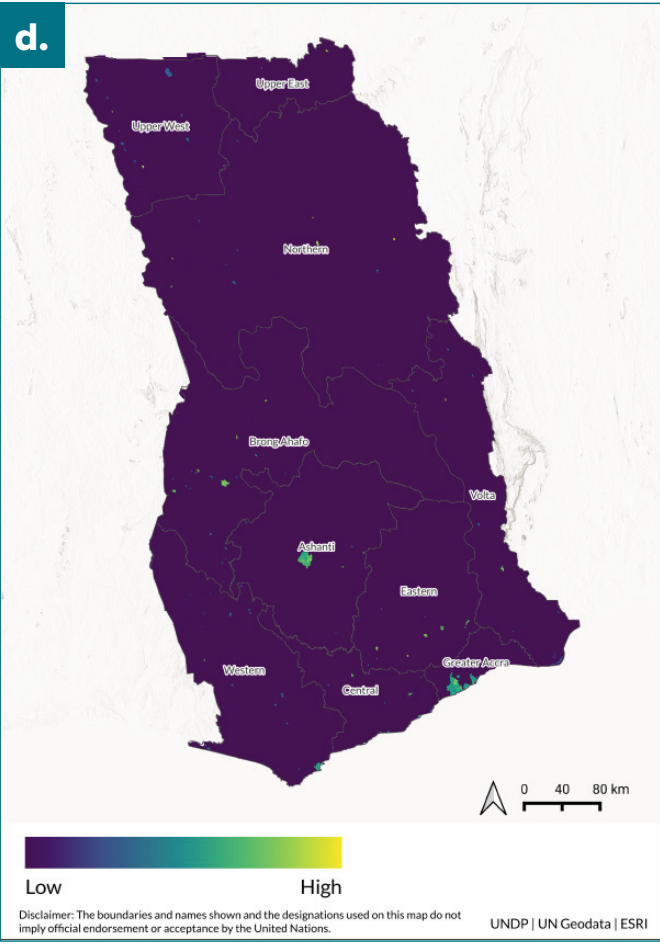 d.
Upper East
Upper West
Northern
Brong Ahafo
Volta
Ashanti
Eastern
Greater Accra
Western
Central
0 40 80 km
Low High
Disclaimer: The boundaries and names shown and the designations used on this map do not
imply official endorsement or acceptance by the United Nations.
UNDP | UN Geodata | ESRI